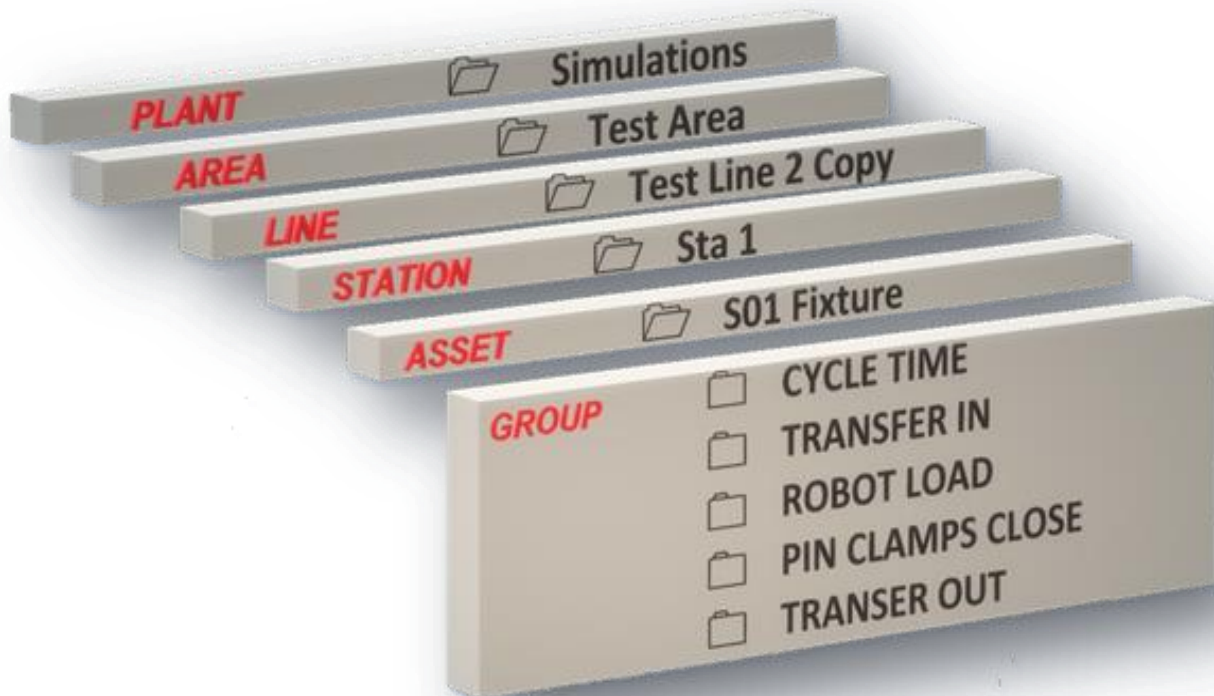 PLANT Simulations
AREA Test Area
LINE Test Line 2 Copy
STATION Sta 1
ASSET S01 Fixture
GROUP CYCLE TIME
TRANSFER IN
ROBOT LOAD
PIN CLAMPS CLOSE
TRANSER OUT